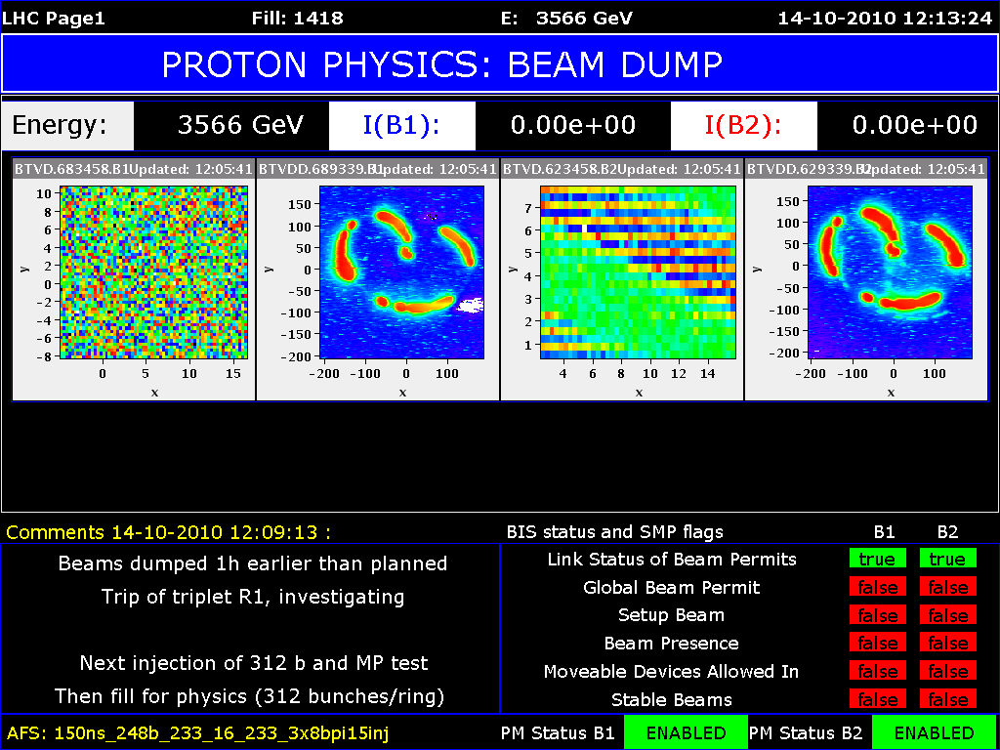 LHC Page1 Fill: 1418 E: 3566 GeV 14-10-2010 12:13:24
PROTON PHYSICS: BEAM DUMP
Energy: 3566 GeV I(B1): 0.00e+00 I(B2): 0.00e+00
BTVD.683458.B1 Updated: 12:05:41
10
8
6
4
2
0
-2
-4
-6
-8
y
0 5 10 15
x
BTVDD.689339.B1 Updated: 12:05:41
150
100
50
0
-50
-100
-150
-200
y
-200 -100 0 100
x
BTVD.623458.B2 Updated: 12:05:41
7
6
5
4
3
2
1
y
4 6 8 10 12 14
x
BTVDD.629339.B2 Updated: 12:05:41
150
100
50
0
-50
-100
-150
-200
y
-200 -100 0 100
x
Comments 14-10-2010 12:09:13 :
Beams dumped 1h earlier than planned
Trip of triplet R1, investigating
Next injection of 312 b and MP test
Then fill for physics (312 bunches/ring)
BIS status and SMP flags B1 B2
Link Status of Beam Permits true true
Global Beam Permit false false
Setup Beam false false
Beam Presence false false
Moveable Devices Allowed In false false
Stable Beams false false
AFS: 150ns_248b_233_16_233_3x8bpi15inj PM Status B1 ENABLED PM Status B2 ENABLED